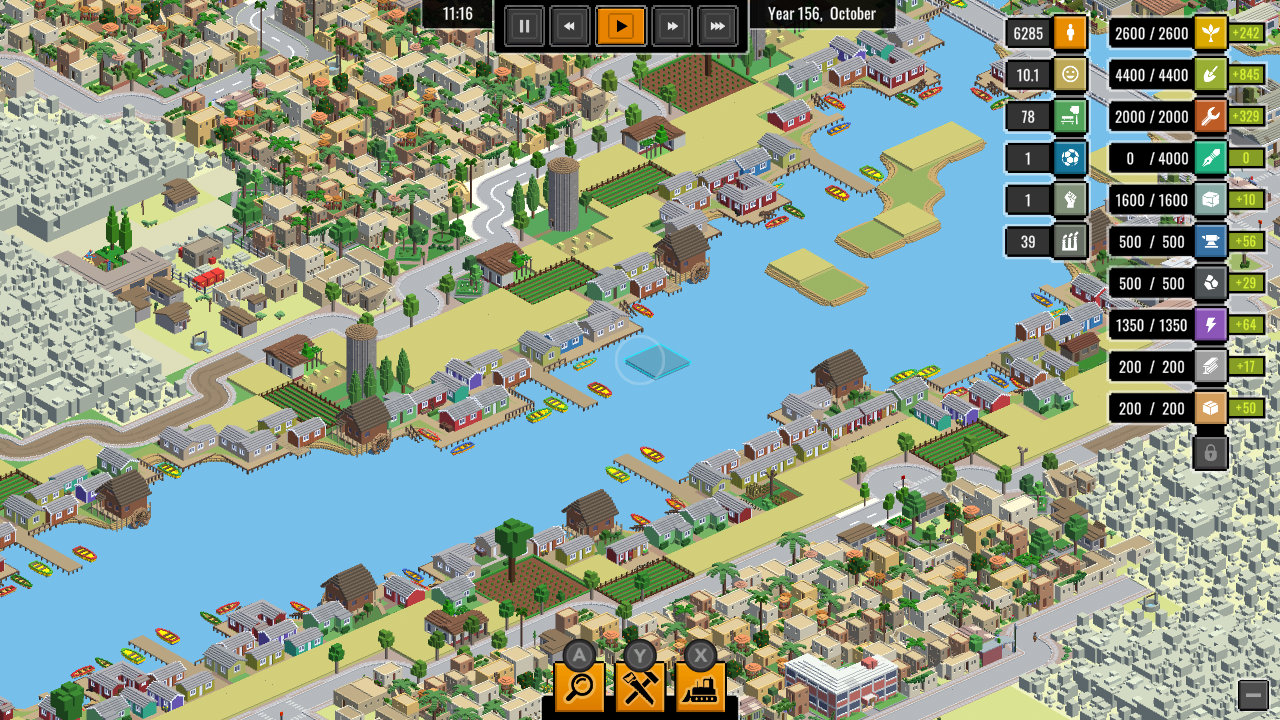 11:16
Year 156, October
6285
2600 / 2600 +242
10.1
4400 / 4400 +845
78
2000 / 2000 +329
1
0 / 4000 0
1
1600 / 1600 +10
39
500 / 500 +56
500 / 500 +29
1350 / 1350 +64
200 / 200 +17
200 / 200 +50
A Y X